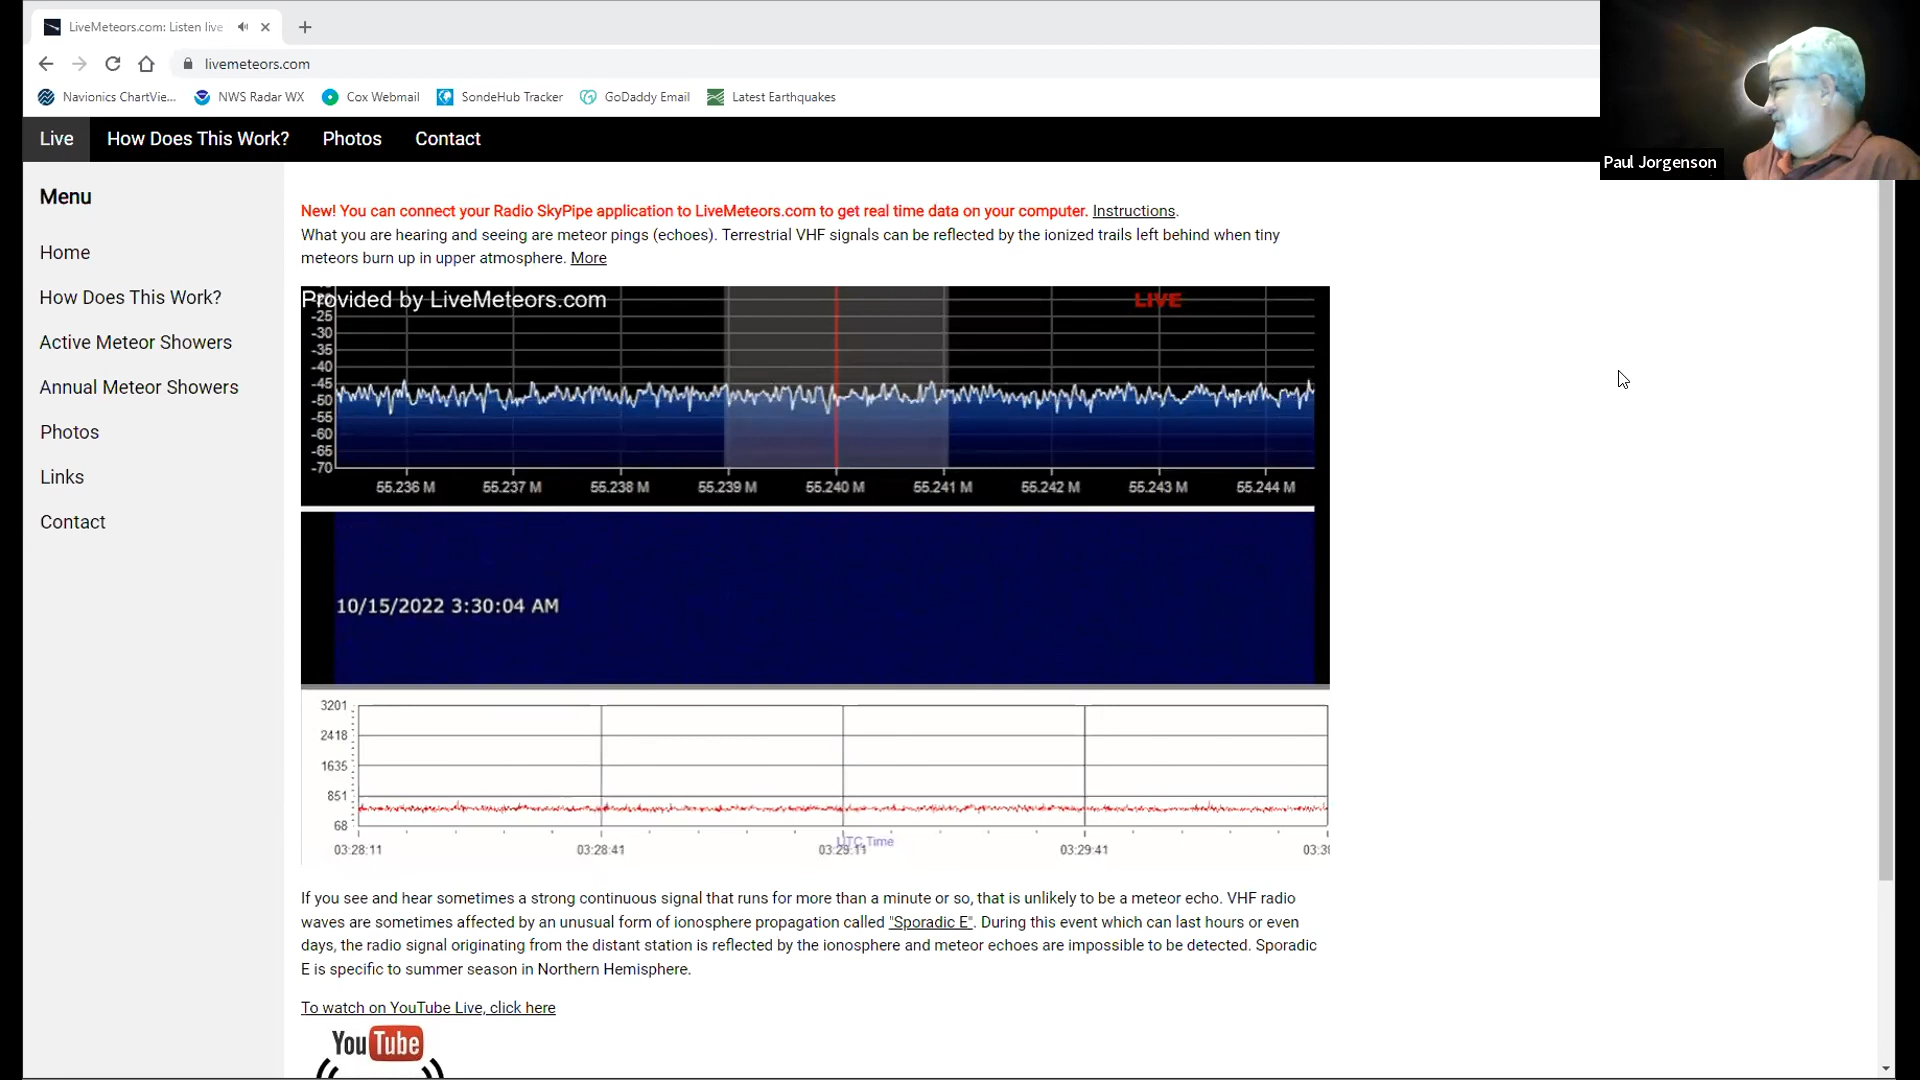 LiveMeteors.com: Listen live
livemeteors.com
Navionics ChartVie... NWS Radar WX Cox Webmail SondeHub Tracker GoDaddy Email Latest Earthquakes
Live How Does This Work? Photos Contact
Paul Jorgenson
Menu
Home
How Does This Work?
Active Meteor Showers
Annual Meteor Showers
Photos
Links
Contact
New! You can connect your Radio SkyPipe application to LiveMeteors.com to get real time data on your computer. Instructions.
What you are hearing and seeing are meteor pings (echoes). Terrestrial VHF signals can be reflected by the ionized trails left behind when tiny
meteors burn up in upper atmosphere. More
Provided by LiveMeteors.com
LIVE
-20
-25
-30
-35
-40
-45
-50
-55
-60
-65
-70
55.236 M 55.237 M 55.238 M 55.239 M 55.240 M 55.241 M 55.242 M 55.243 M 55.244 M
10/15/2022 3:30:04 AM
3201
2418
1635
851
68
UTC Time
03:28:11 03:28:41 03:29:11 03:29:41 03:30
If you see and hear sometimes a strong continuous signal that runs for more than a minute or so, that is unlikely to be a meteor echo. VHF radio
waves are sometimes affected by an unusual form of ionosphere propagation called "Sporadic E". During this event which can last hours or even
days, the radio signal originating from the distant station is reflected by the ionosphere and meteor echoes are impossible to be detected. Sporadic
E is specific to summer season in Northern Hemisphere.
To watch on YouTube Live, click here
YouTube